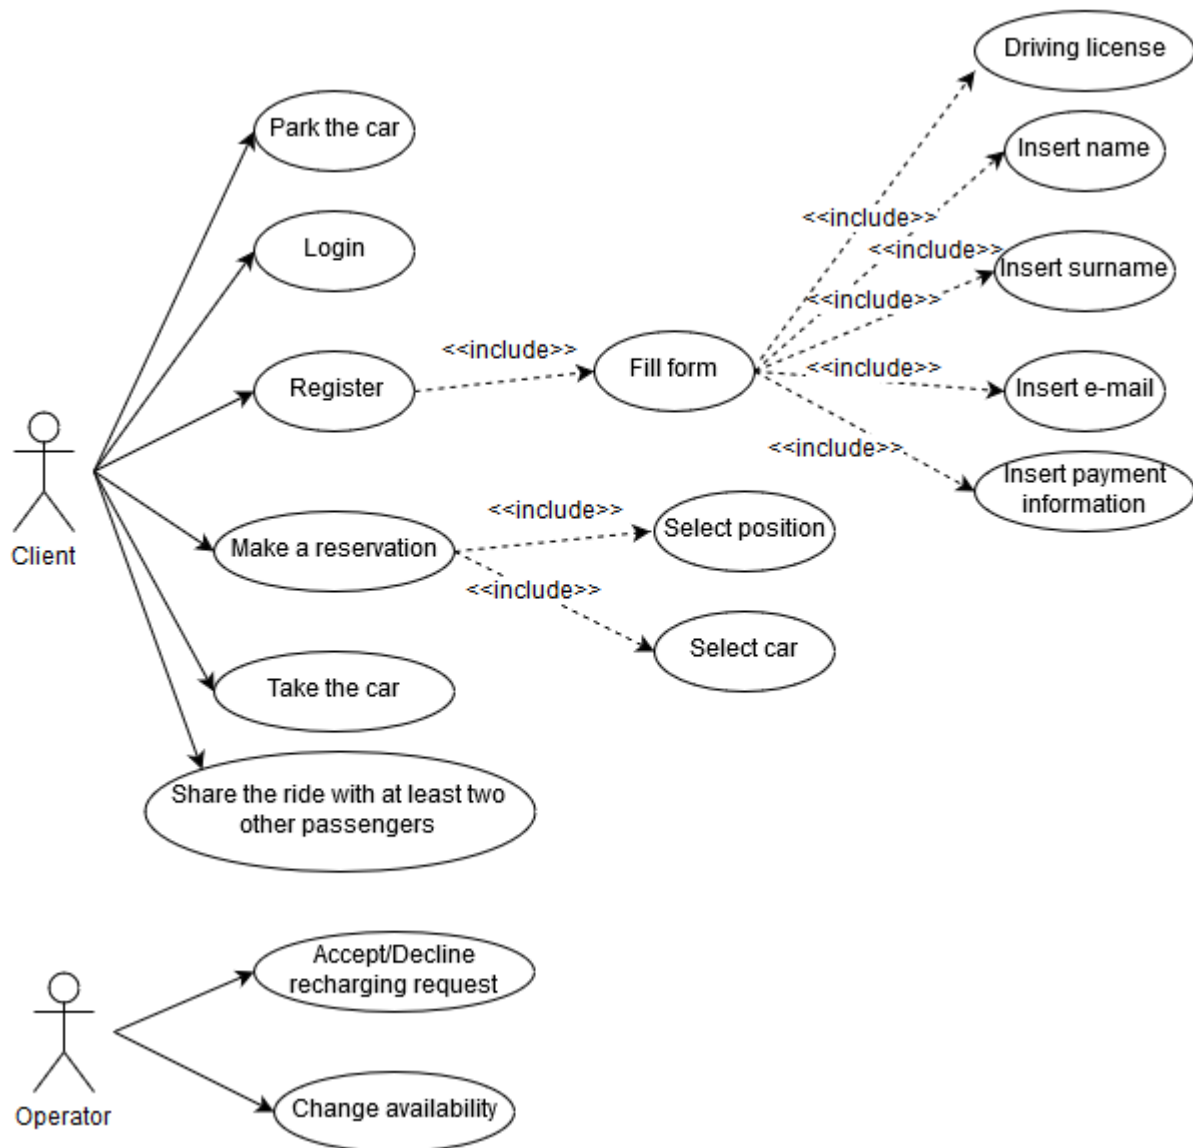 Driving license
Park the car
Insert name
<<include>>
Login
<<include>>
Insert surname
<<include>>
<<include>>
Fill form
<<include>>
Register
Insert e-mail
<<include>>
Insert payment
information
<<include>>
Select position
Client
Make a reservation
<<include>>
Select car
Take the car
Share the ride with at least two
other passengers
Accept/Decline
recharging request
Operator
Change availability